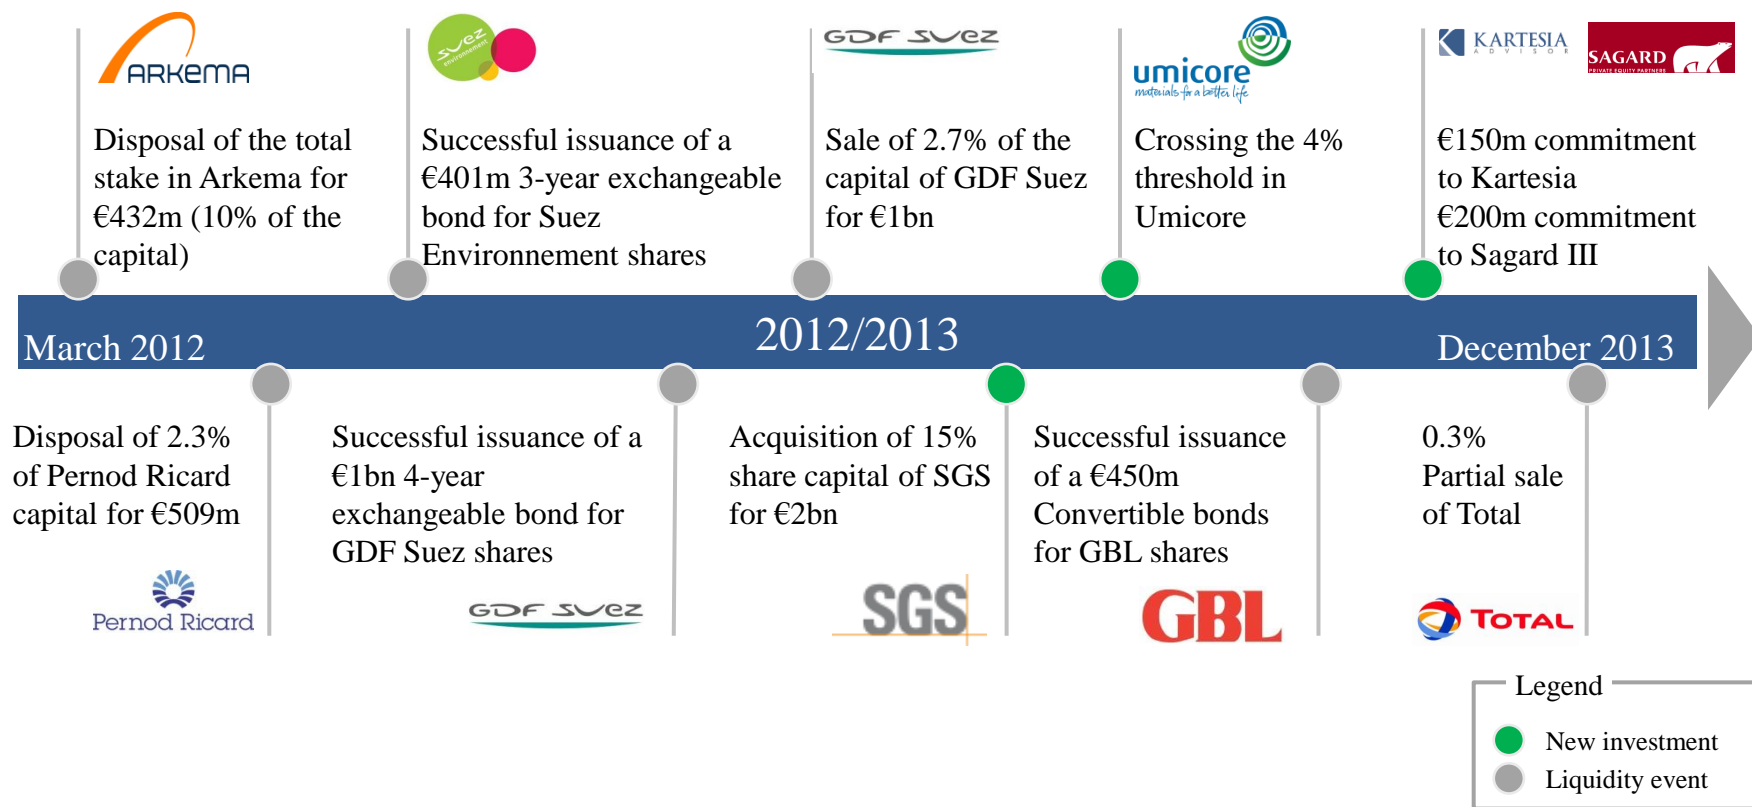 ARKEMA
suez
environnement
GDF SUEZ
umicore
materials for a better life
KARTESIA
ADVISOR
SAGARD
PRIVATE EQUITY PARTNERS
Disposal of the total
stake in Arkema for
€432m (10% of the
capital)
Successful issuance of a
€401m 3-year exchangeable
bond for Suez
Environnement shares
Sale of 2.7% of the
capital of GDF Suez
for €1bn
Crossing the 4%
threshold in
Umicore
€150m commitment
to Kartesia
€200m commitment
to Sagard III
March 2012
2012/2013
December 2013
Disposal of 2.3%
of Pernod Ricard
capital for €509m
Pernod Ricard
Successful issuance of a
€1bn 4-year
exchangeable bond for
GDF Suez shares
GDF SUEZ
Acquisition of 15%
share capital of SGS
for €2bn
SGS
Successful issuance
of a €450m
Convertible bonds
for GBL shares
GBL
0.3%
Partial sale
of Total
TOTAL
Legend
New investment
Liquidity event